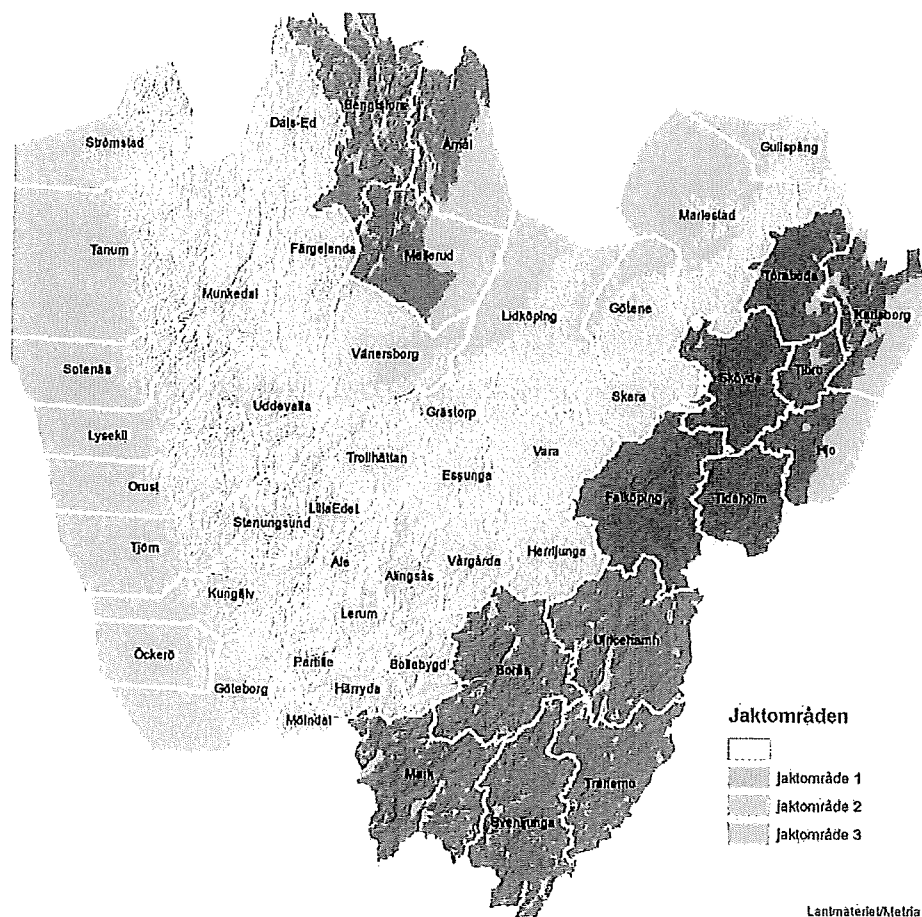 Bengtsfors
Dals-Ed
Strömstad
Åmål
Gullspång
Mariestad
Tanum
Färgelanda
Mellerud
Töreboda
Munkedal
Karlsborg
Lidköping
Götene
Vänersborg
Sotenäs
Skövde
Tibro
Skara
Uddevalla
Grästorp
Lysekil
Vara
Hjo
Trollhättan
Essunga
Orust
Falköping
Tidaholm
LillaEdet
Stenungsund
Tjörn
Herrljunga
Ale
Vårgårda
Alingsås
Kungälv
Lerum
Ulricehamn
Öckerö
Partille
Bollebygd
Borås
Göteborg
Härryda
Mölndal
Jaktområden
Mark
Tranemo
jaktområde 1
jaktområde 2
Svenljunga
jaktområde 3
Lantmäteriet/Metria